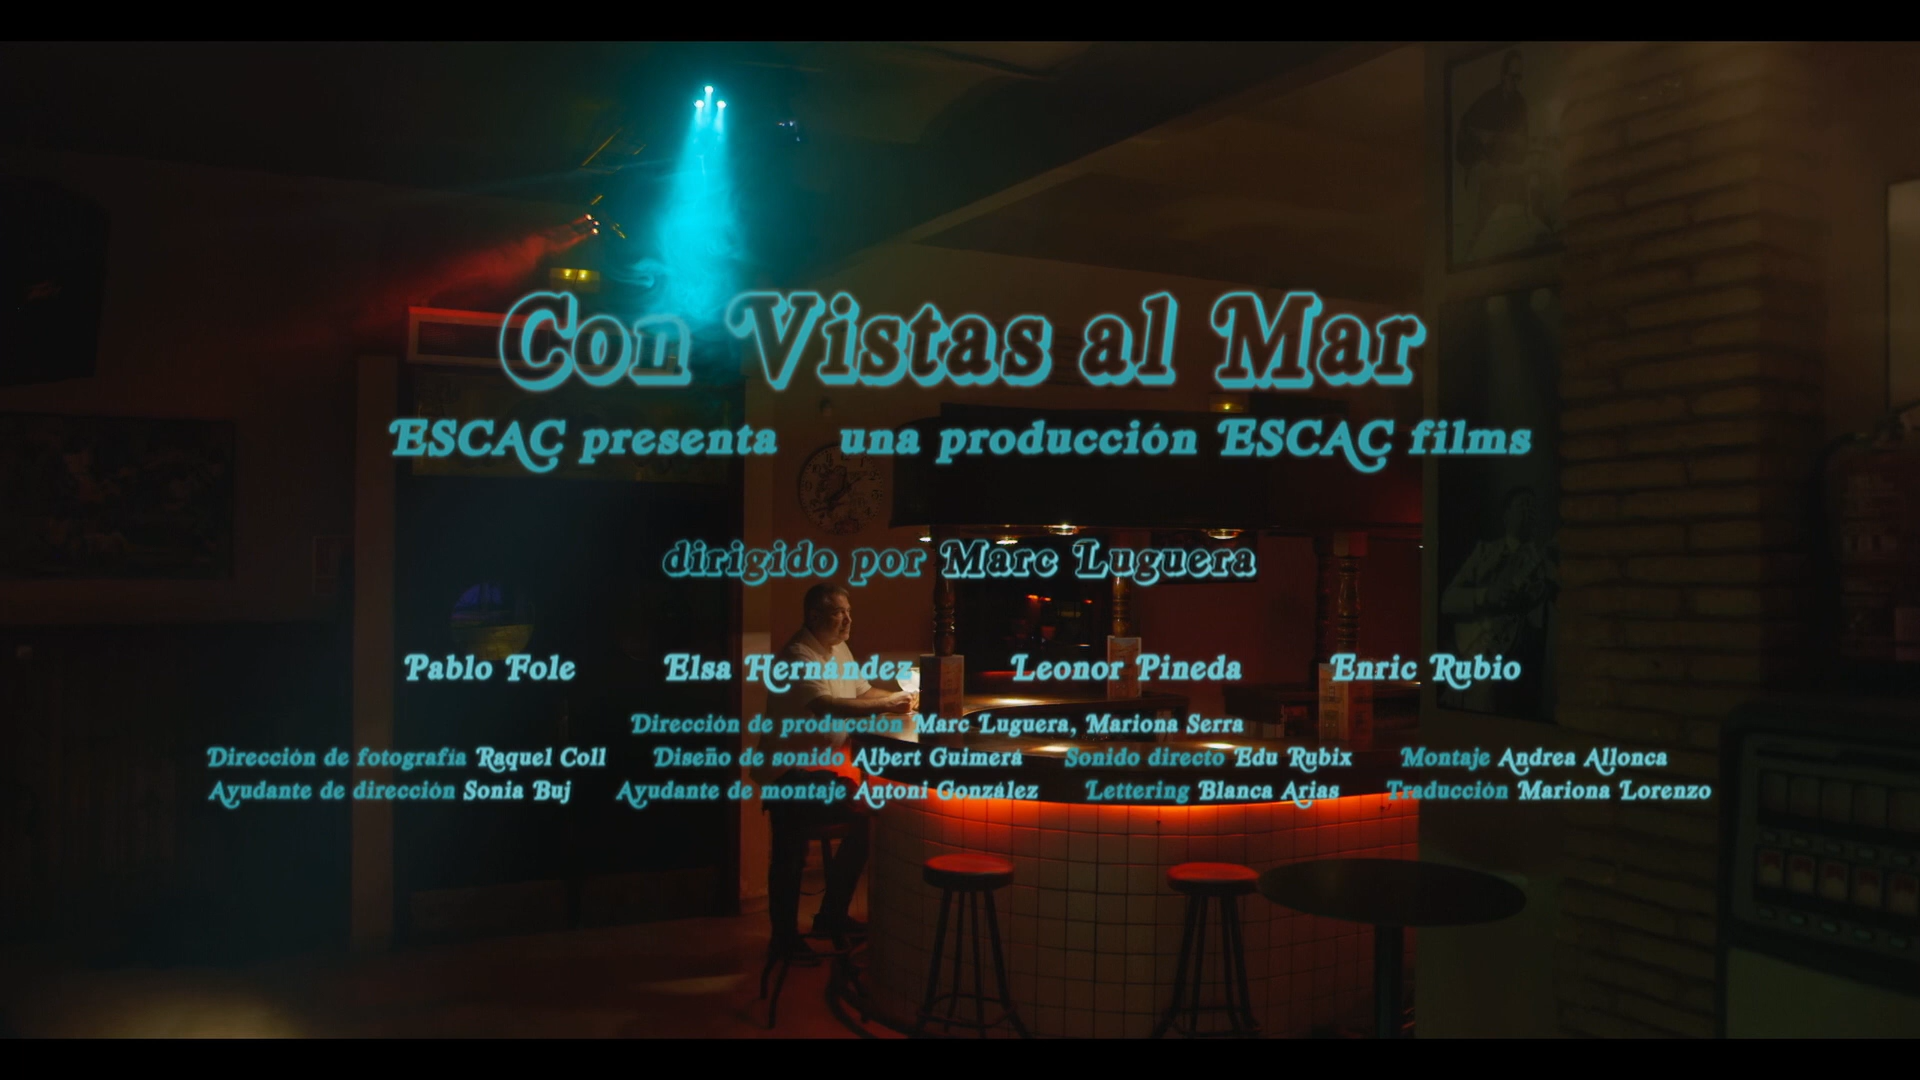 Con Vistas al Mar
ESCAC presenta una producción ESCAC films
dirigido por Marc Luguera
Pablo Fole Elsa Hernández Leonor Pineda Enric Rubio
Dirección de producción Marc Luguera, Mariona Serra
Dirección de fotografía Raquel Coll Diseño de sonido Albert Guimerá Sonido directo Edu Rubix Montaje Andrea Allonca
Ayudante de dirección Sonia Buj Ayudante de montaje Antoni González Lettering Blanca Arias Traducción Mariona Lorenzo